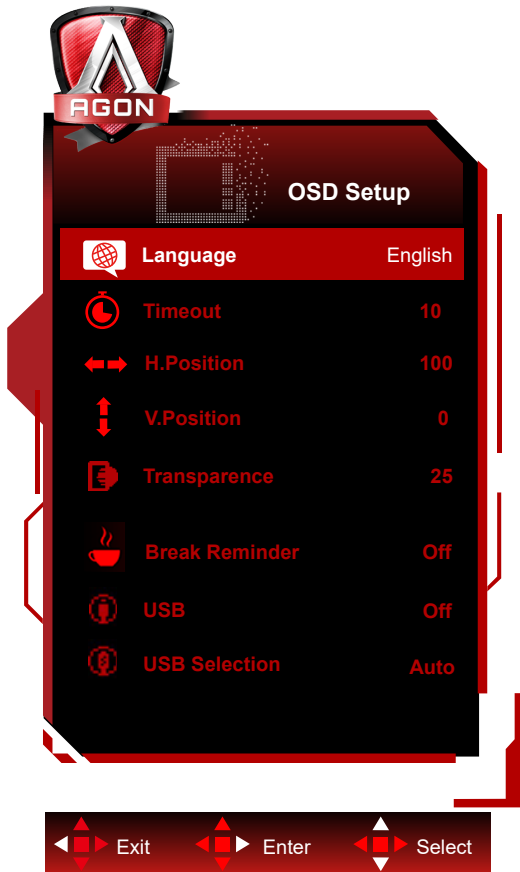 AGON
OSD Setup
Language English
Timeout 10
H.Position 100
V.Position 0
Transparence 25
Break Reminder Off
USB Off
USB Selection Auto
Exit Enter Select